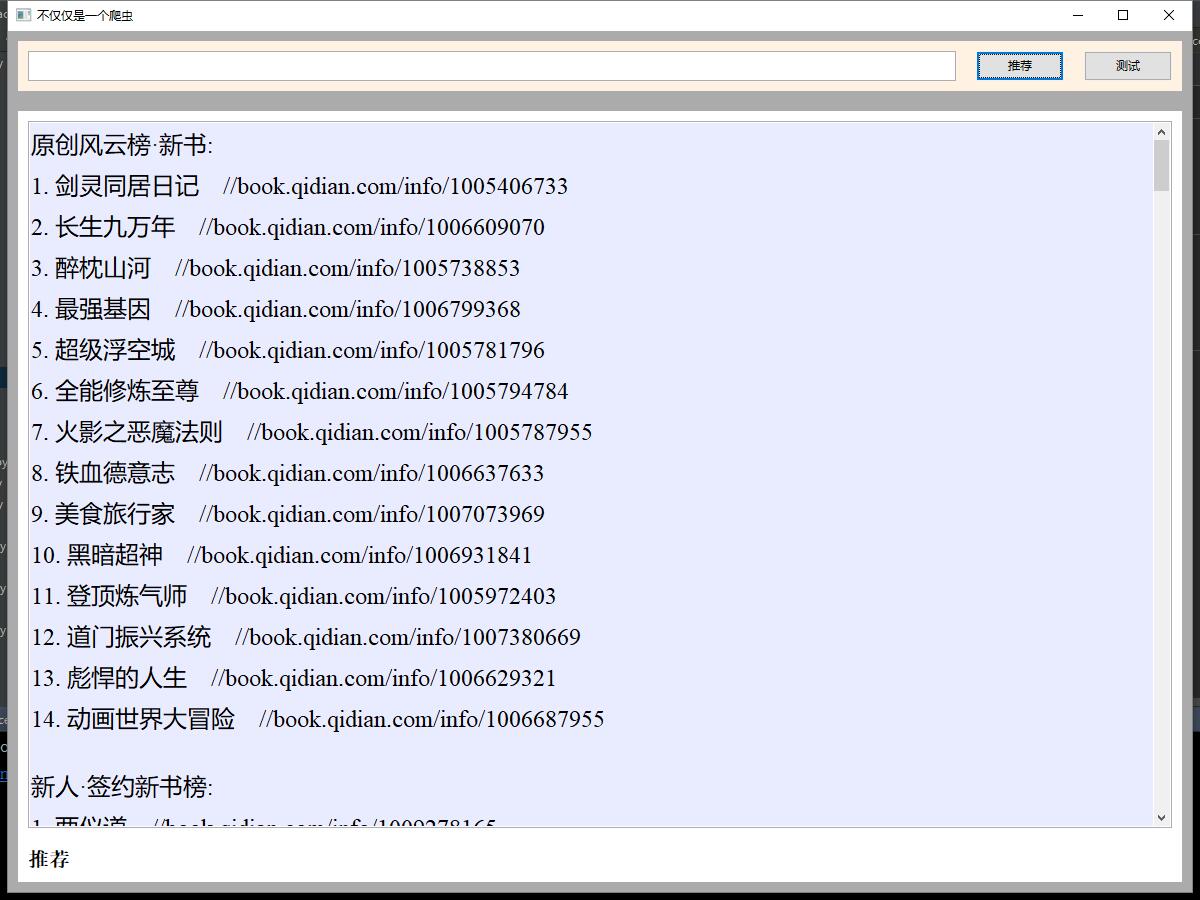 不仅仅是一个爬虫
推荐 测试
原创风云榜·新书:
1. 剑灵同居日记 //book.qidian.com/info/1005406733
2. 长生九万年 //book.qidian.com/info/1006609070
3. 醉枕山河 //book.qidian.com/info/1005738853
4. 最强基因 //book.qidian.com/info/1006799368
5. 超级浮空城 //book.qidian.com/info/1005781796
6. 全能修炼至尊 //book.qidian.com/info/1005794784
7. 火影之恶魔法则 //book.qidian.com/info/1005787955
8. 铁血德意志 //book.qidian.com/info/1006637633
9. 美食旅行家 //book.qidian.com/info/1007073969
10. 黑暗超神 //book.qidian.com/info/1006931841
11. 登顶炼气师 //book.qidian.com/info/1005972403
12. 道门振兴系统 //book.qidian.com/info/1007380669
13. 彪悍的人生 //book.qidian.com/info/1006629321
14. 动画世界大冒险 //book.qidian.com/info/1006687955
新人·签约新书榜:
1. 两仪道 //book.qidian.com/info/1009278165
推荐